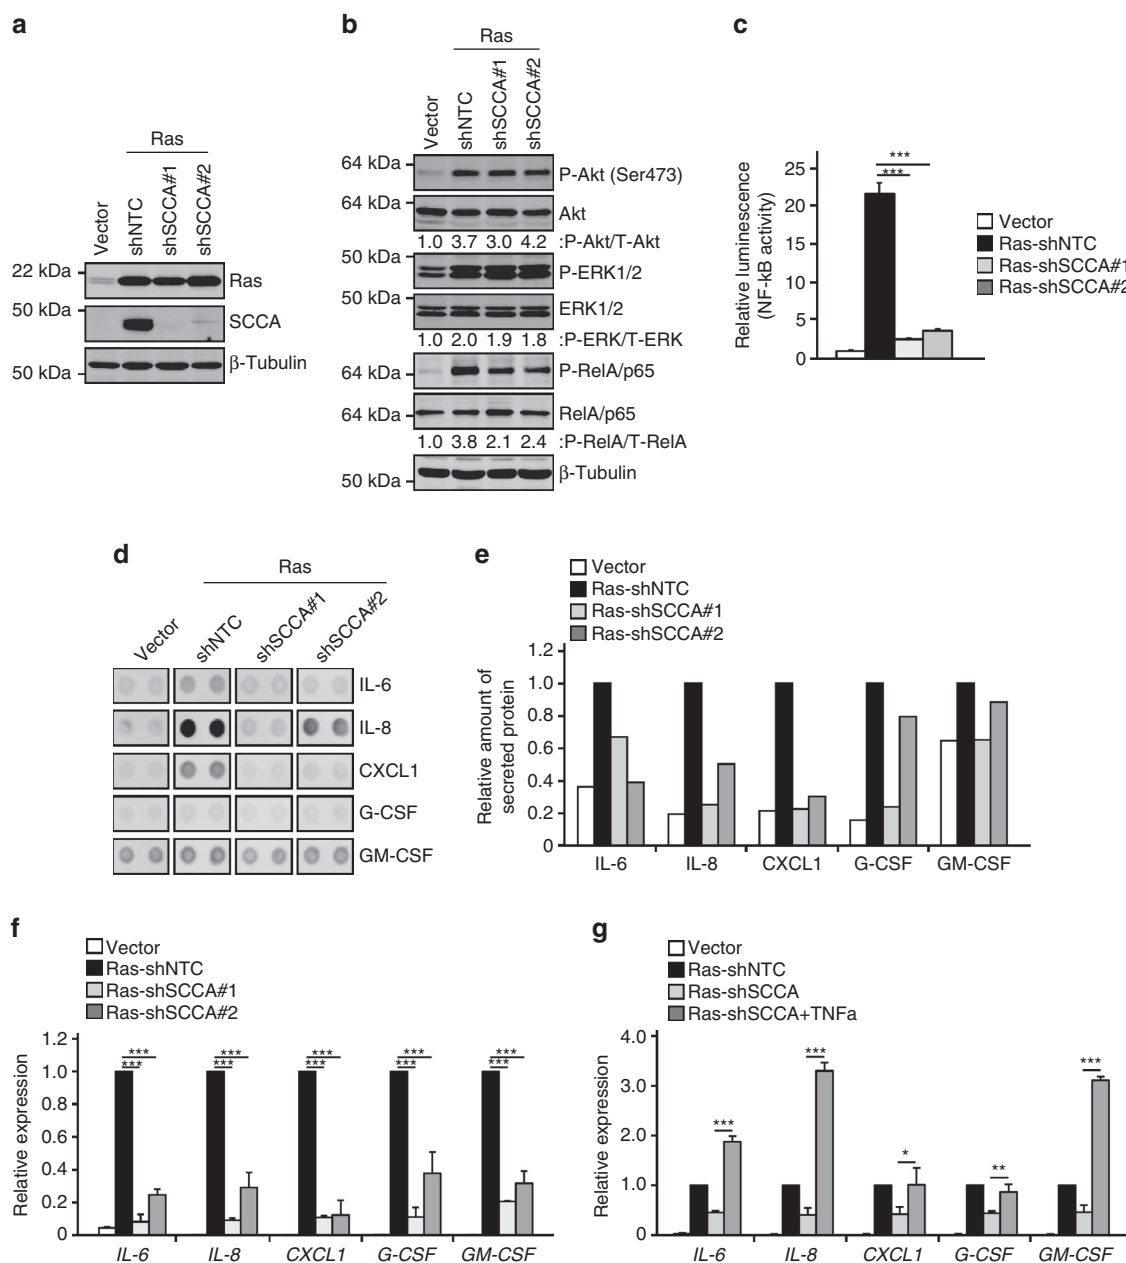 a
Ras
Vector
shNTC
shSCCA#1
shSCCA#2
22 kDa
Ras
50 kDa
SCCA
β-Tubulin
50 kDa
b
Ras
Vector
shNTC
shSCCA#1
shSCCA#2
64 kDa
P-Akt (Ser473)
64 kDa
Akt
1.0 3.7 3.0 4.2 :P-Akt/T-Akt
50 kDa
P-ERK1/2
50 kDa
ERK1/2
1.0 2.0 1.9 1.8 :P-ERK/T-ERK
64 kDa
P-RelA/p65
64 kDa
RelA/p65
1.0 3.8 2.1 2.4 :P-RelA/T-RelA
50 kDa
β-Tubulin
c
Relative luminescence
(NF-kB activity)
25
20
15
10
5
0
***
***
Vector
Ras-shNTC
Ras-shSCCA#1
Ras-shSCCA#2
d
Ras
Vector
shNTC
shSCCA#1
shSCCA#2
IL-6
IL-8
CXCL1
G-CSF
GM-CSF
e
Vector
Ras-shNTC
Ras-shSCCA#1
Ras-shSCCA#2
Relative amount of
secreted protein
1.2
1.0
0.8
0.6
0.4
0.2
0
IL-6 IL-8 CXCL1 G-CSF GM-CSF
f
Vector
Ras-shNTC
Ras-shSCCA#1
Ras-shSCCA#2
Relative expression
1.2
1.0
0.8
0.6
0.4
0.2
0
*** *** *** *** ***
*** *** *** *** ***
IL-6 IL-8 CXCL1 G-CSF GM-CSF
g
Vector
Ras-shNTC
Ras-shSCCA
Ras-shSCCA+TNFa
Relative expression
4.0
3.0
2.0
1.0
0
*** *** * ** ***
IL-6 IL-8 CXCL1 G-CSF GM-CSF